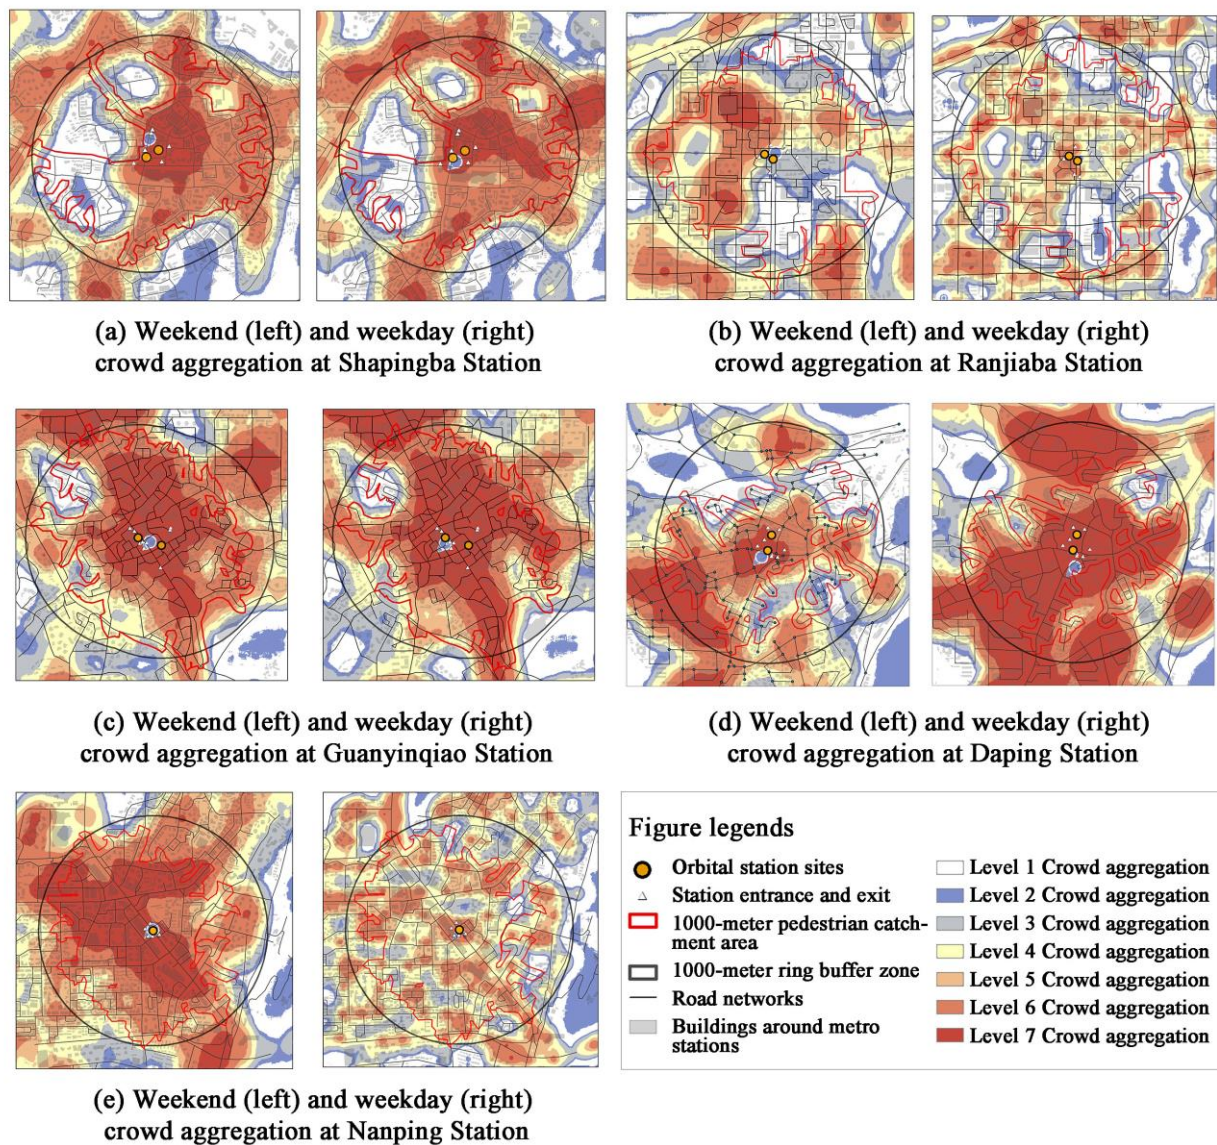 (a) Weekend (left) and weekday (right)
crowd aggregation at Shapingba Station
(b) Weekend (left) and weekday (right)
crowd aggregation at Ranjiaba Station
(c) Weekend (left) and weekday (right)
crowd aggregation at Guanyinqiao Station
(d) Weekend (left) and weekday (right)
crowd aggregation at Daping Station
(e) Weekend (left) and weekday (right)
crowd aggregation at Nanping Station
Figure legends
Orbital station sites
Station entrance and exit
1000-meter pedestrian catch-
ment area
1000-meter ring buffer zone
Road networks
Buildings around metro
stations
Level 1 Crowd aggregation
Level 2 Crowd aggregation
Level 3 Crowd aggregation
Level 4 Crowd aggregation
Level 5 Crowd aggregation
Level 6 Crowd aggregation
Level 7 Crowd aggregation